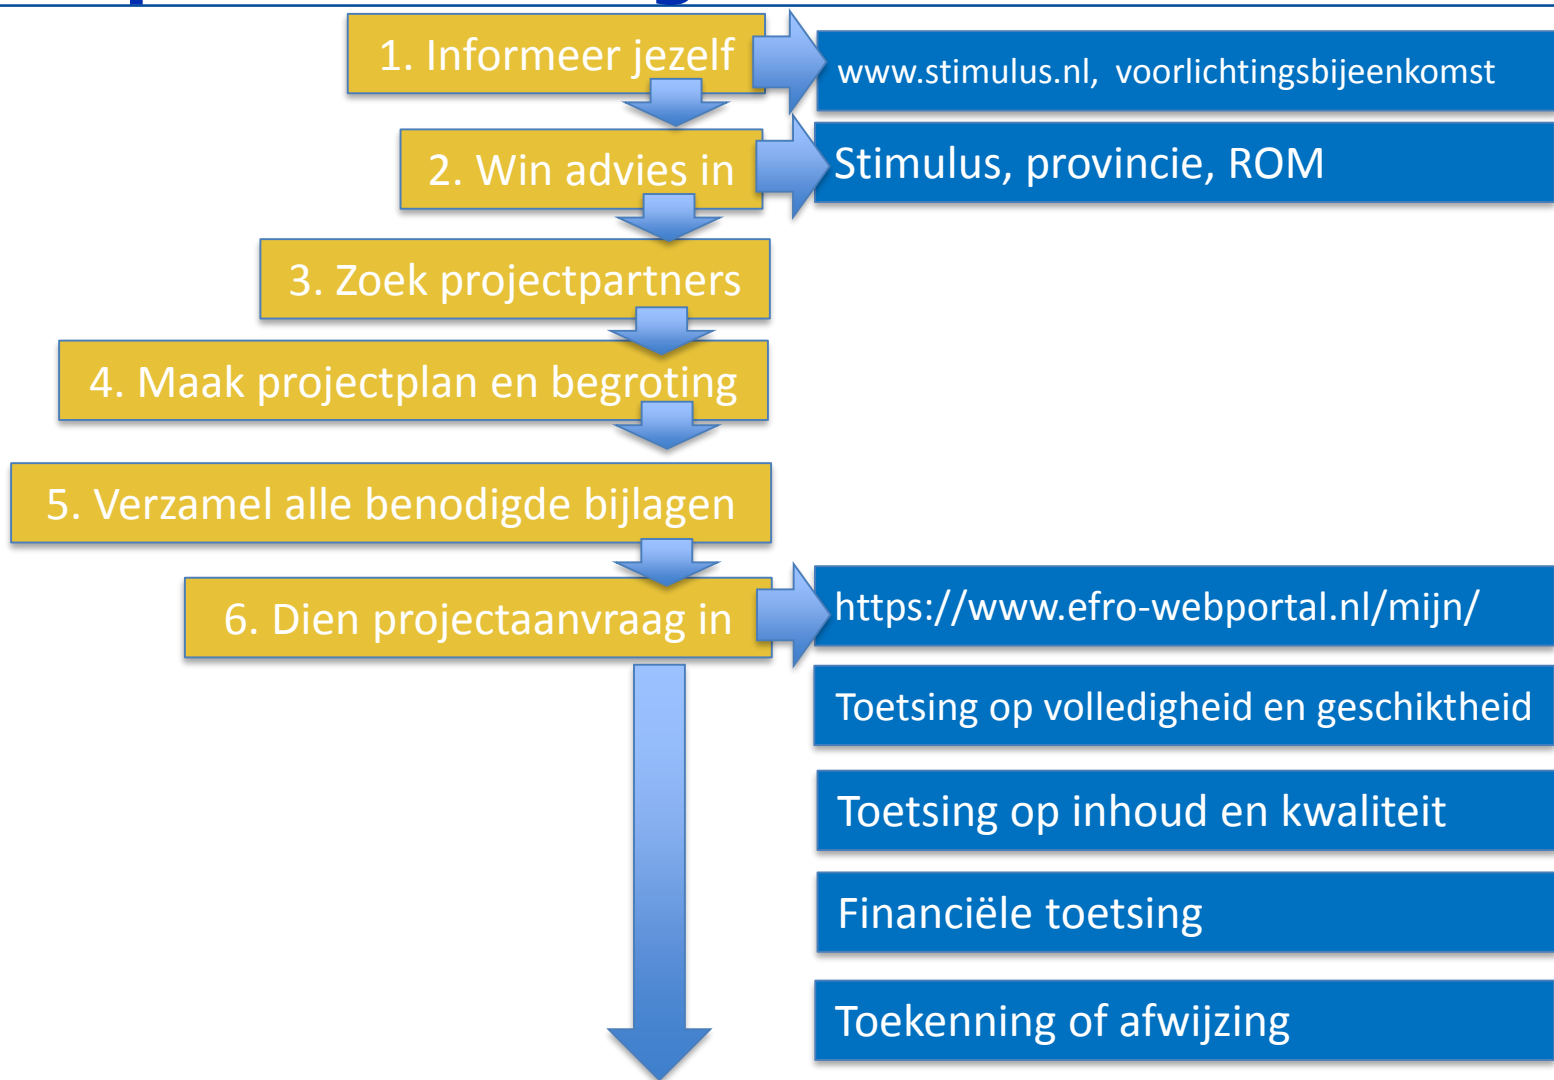 1. Informeer jezelf
www.stimulus.nl, voorlichtingsbijeenkomst
2. Win advies in
Stimulus, provincie, ROM
3. Zoek projectpartners
4. Maak projectplan en begroting
5. Verzamel alle benodigde bijlagen
6. Dien projectaanvraag in
https://www.efro-webportal.nl/mijn/
Toetsing op volledigheid en geschiktheid
Toetsing op inhoud en kwaliteit
Financiële toetsing
Toekenning of afwijzing